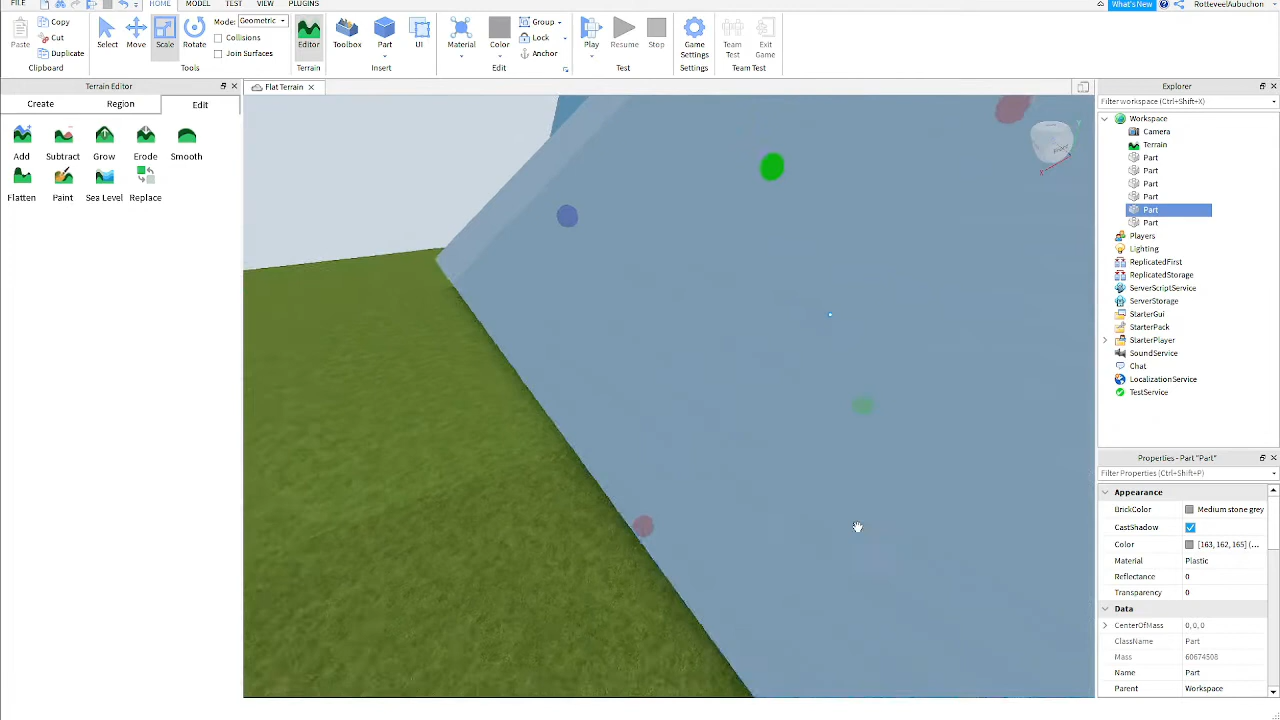 FILE HOME MODEL TEST VIEW PLUGINS What's New RotteveelAubuchon
Paste Copy Cut Duplicate
Clipboard
Select Move Scale Rotate
Mode: Geometric
Collisions
Join Surfaces
Tools
Editor
Terrain
Toolbox Part UI
Insert
Material Color
Group
Lock
Anchor
Edit
Play Resume Stop
Test
Game Settings
Settings
Team Test
Exit Game
Team Test
Terrain Editor
Create Region Edit
Add Subtract Grow Erode Smooth
Flatten Paint Sea Level Replace
Flat Terrain
Explorer
Filter workspace (Ctrl+Shift+X)
Workspace
Camera
Terrain
Part
Part
Part
Part
Part
Part
Players
Lighting
ReplicatedFirst
ReplicatedStorage
ServerScriptService
ServerStorage
StarterGui
StarterPack
StarterPlayer
SoundService
Chat
LocalizationService
TestService
Properties - Part "Part"
Filter Properties (Ctrl+Shift+P)
Appearance
BrickColor Medium stone grey
CastShadow
Color [163, 162, 165] (...
Material Plastic
Reflectance 0
Transparency 0
Data
CenterOfMass 0, 0, 0
ClassName Part
Mass 60674508
Name Part
Parent Workspace